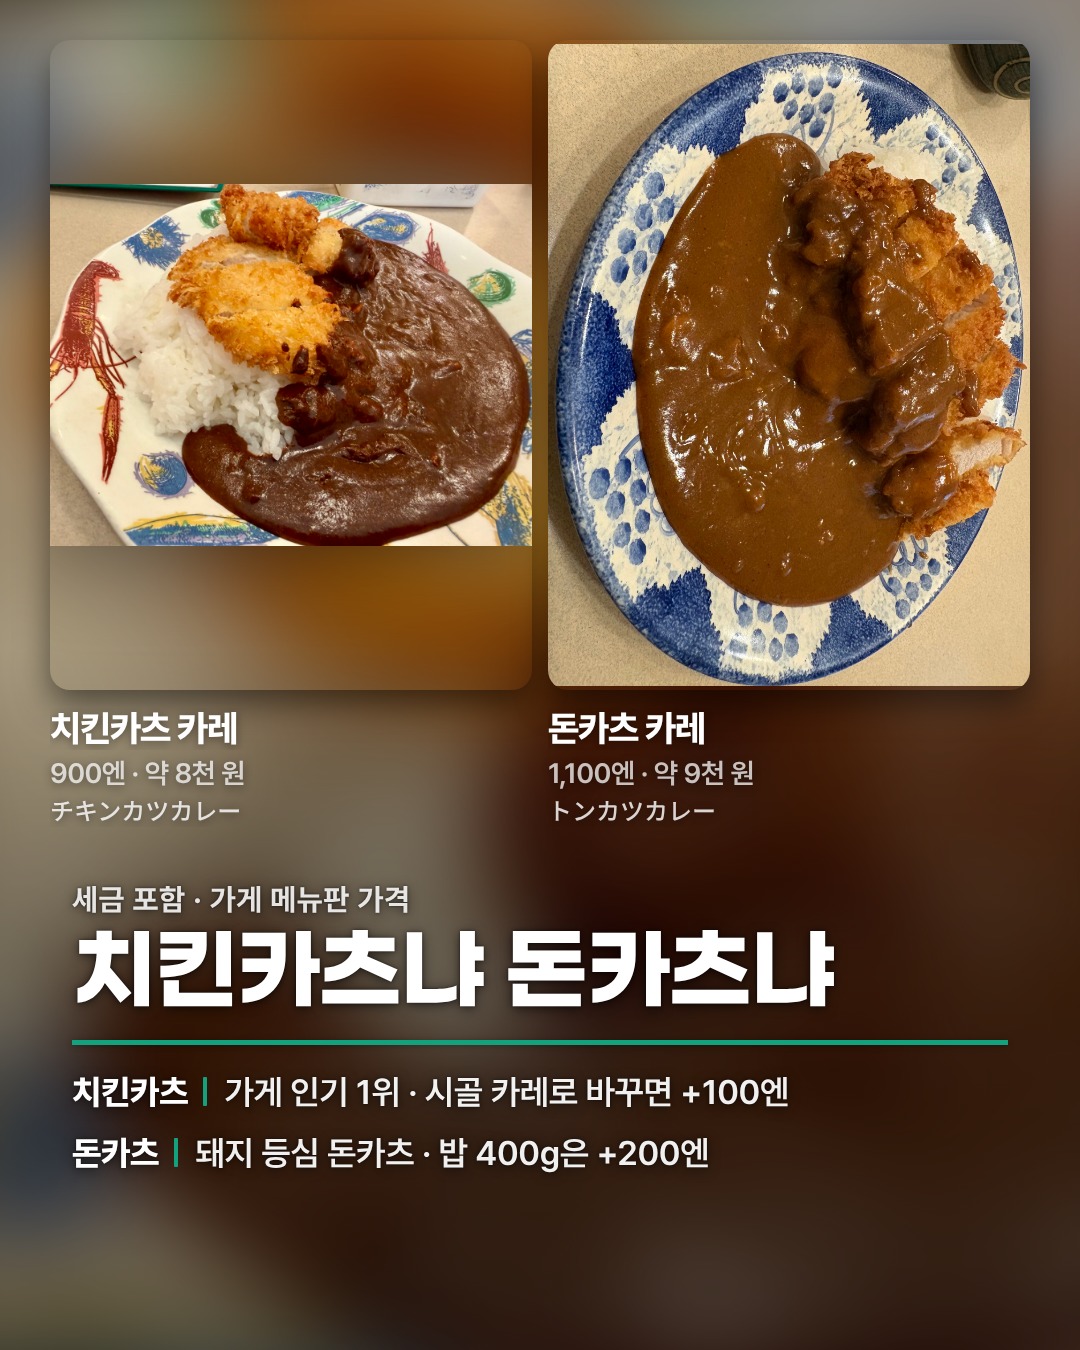 치킨카츠 카레
900엔 · 약 8천 원
チキンカツカレー
돈카츠 카레
1,100엔 · 약 9천 원
トンカツカレー
세금 포함 · 가게 메뉴판 가격
치킨카츠냐 돈카츠냐
치킨카츠 | 가게 인기 1위 · 시골 카레로 바꾸면 +100엔
돈카츠 | 돼지 등심 돈카츠 · 밥 400g은 +200엔